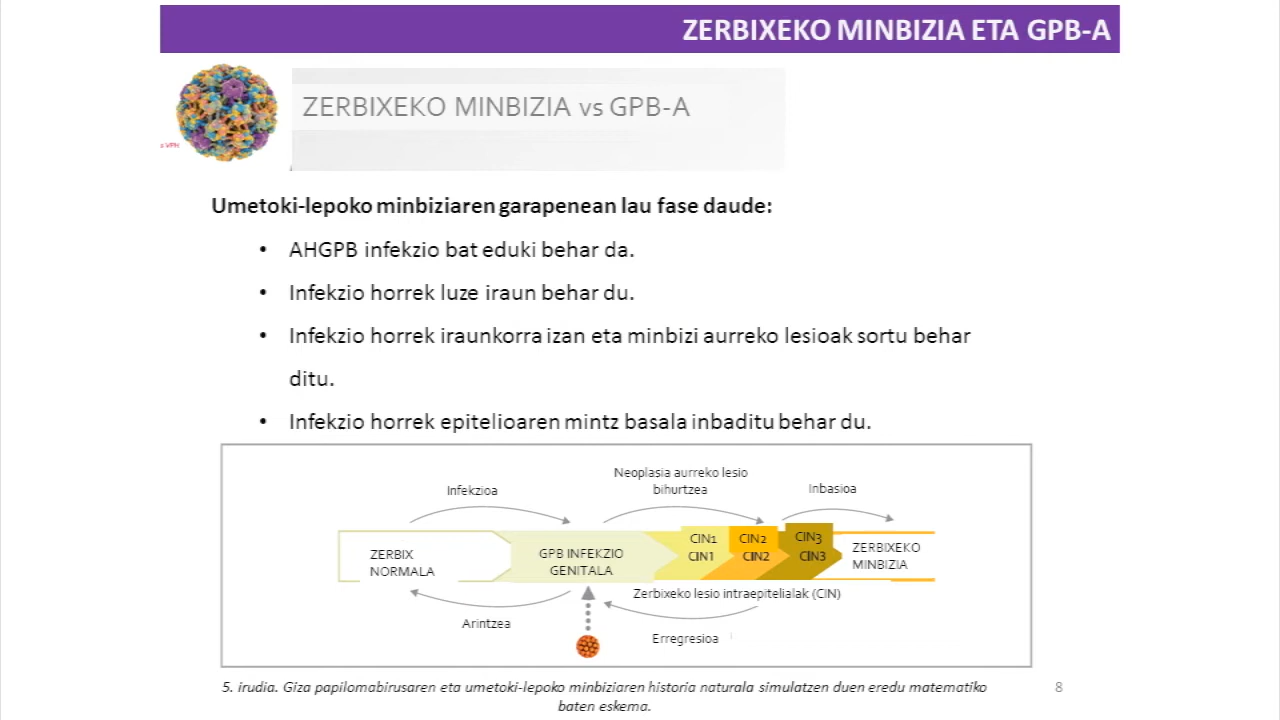 ZERBIXEKO MINBIZIA ETA GPB-A
ZERBIXEKO MINBIZIA vs GPB-A
Umetoki-lepoko minbiziaren garapenean lau fase daude:
• AHGPB infekzio bat eduki behar da.
• Infekzio horrek luze iraun behar du.
• Infekzio horrek iraunkorra izan eta minbizi aurreko lesioak sortu behar
ditu.
• Infekzio horrek epitelioaren mintz basala inbaditu behar du.
Infekzioa
Neoplasia aurreko lesio
bihurtzea
Inbasioa
ZERBIX
NORMALA
GPB INFEKZIO
GENITALA
CIN1
CIN1
CIN2
CIN2
CIN3
CIN3
ZERBIXEKO
MINBIZIA
Arintzea
Zerbixeko lesio intraepitelialak (CIN)
Erregresioa
5. irudia. Giza papilomabirusaren eta umetoki-lepoko minbiziaren historia naturala simulatzen duen eredu matematiko
baten eskema.
8